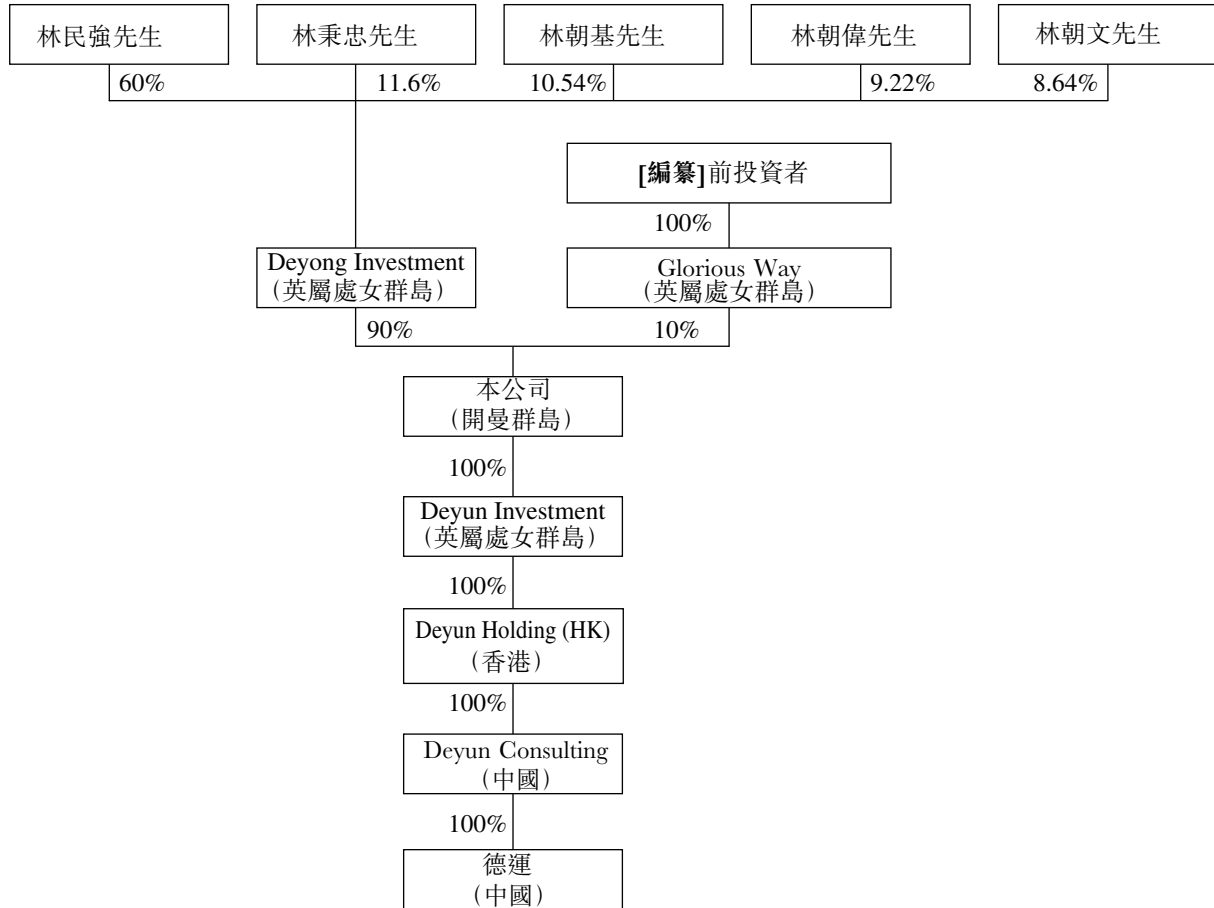 林民強先生
林秉忠先生
林朝基先生
林朝偉先生
林朝文先生
60%
11.6%
10.54%
9.22%
8.64%
[編纂]前投資者
100%
Deyong Investment
（英屬處女群島）
Glorious Way
（英屬處女群島）
90%
10%
本公司
（開曼群島）
100%
Deyun Investment
（英屬處女群島）
100%
Deyun Holding (HK)
（香港）
100%
Deyun Consulting
（中國）
100%
德運
（中國）